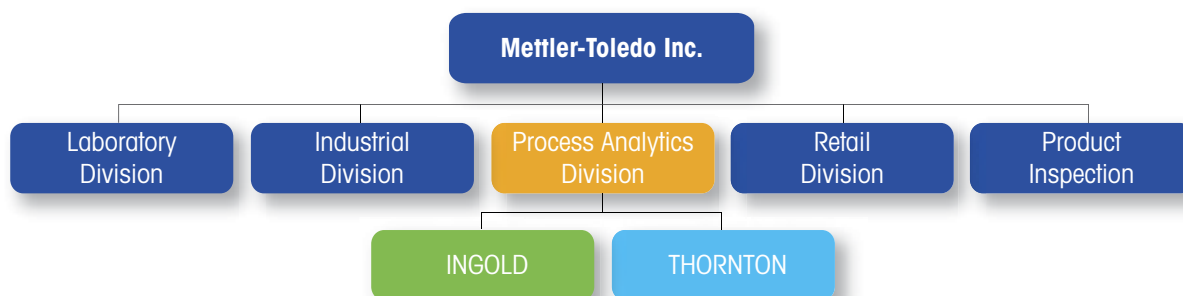 Mettler-Toledo Inc.
Laboratory
Division
Industrial
Division
Process Analytics
Division
Retail
Division
Product
Inspection
INGOLD
THORNTON